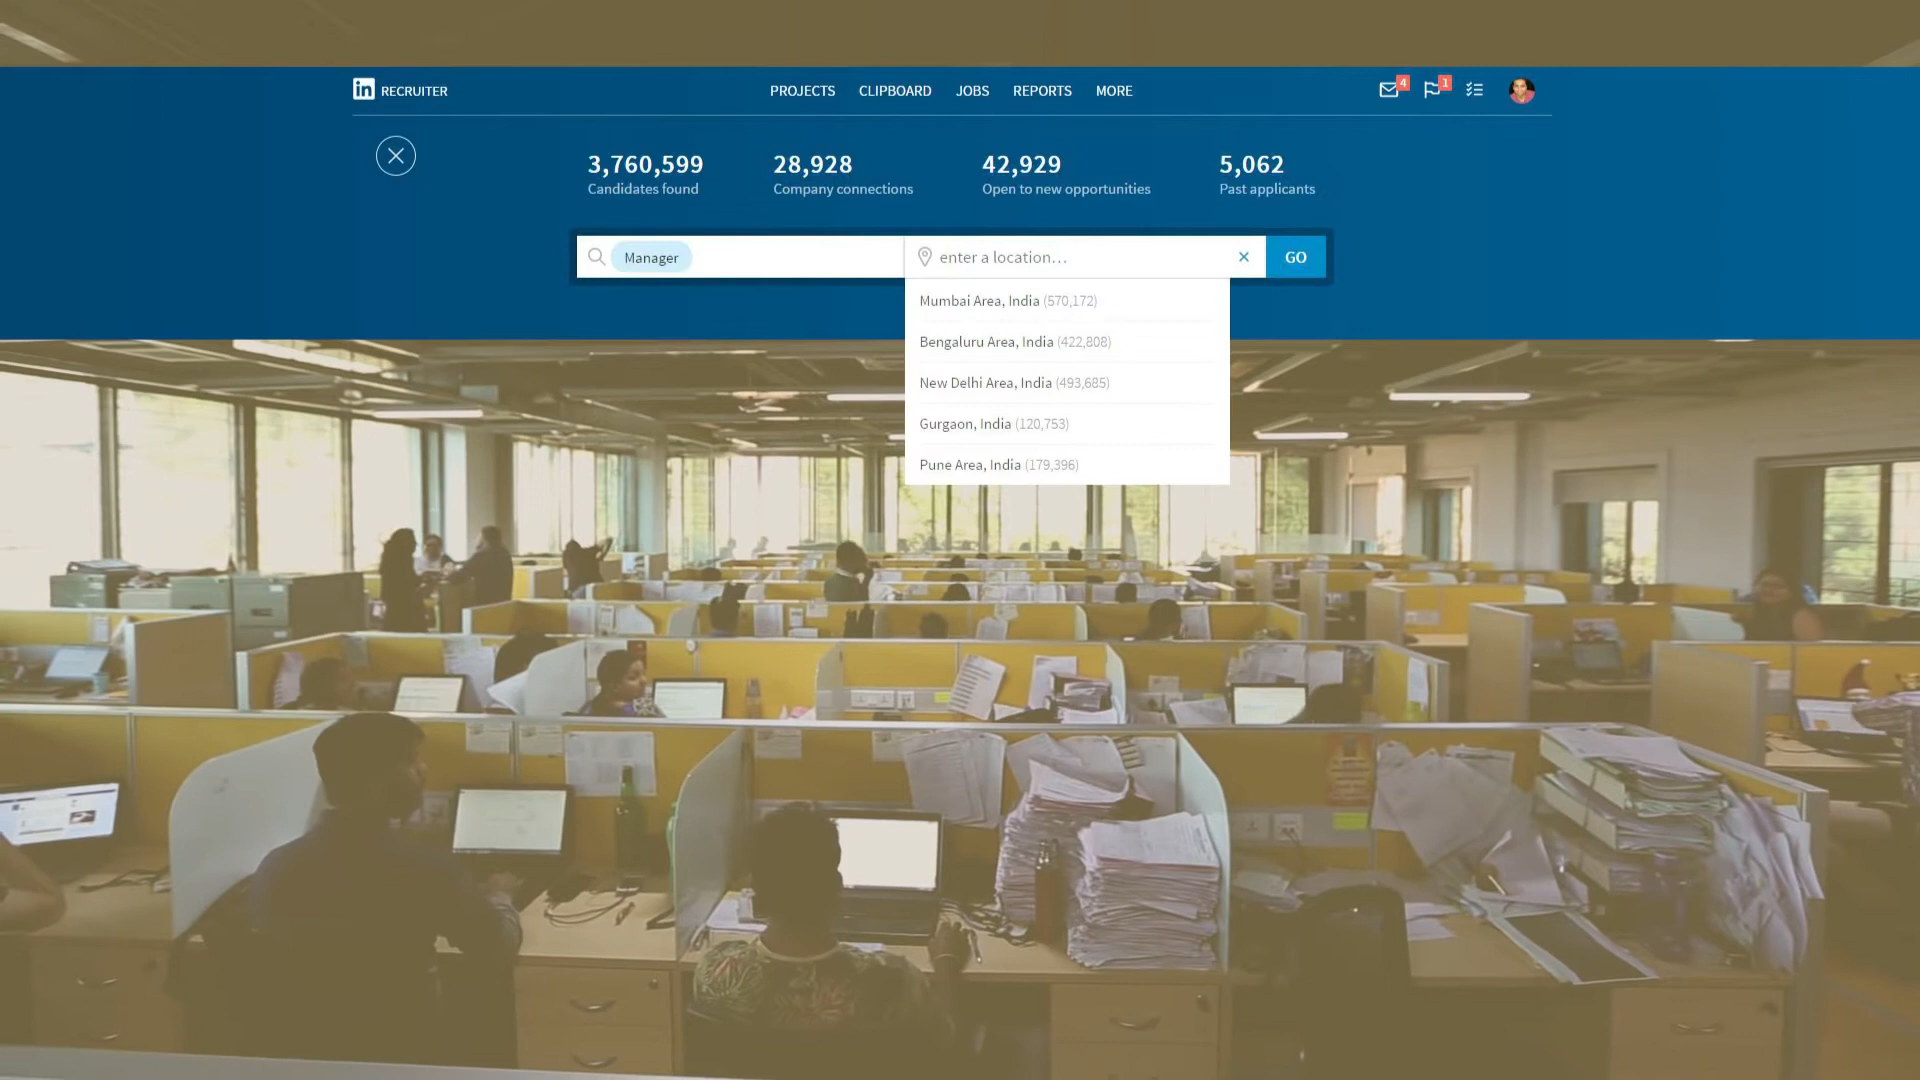 in RECRUITER
PROJECTS CLIPBOARD JOBS REPORTS MORE
4
1
3,760,599
Candidates found
28,928
Company connections
42,929
Open to new opportunities
5,062
Past applicants
Manager
enter a location...
GO
Mumbai Area, India (570,172)
Bengaluru Area, India (422,808)
New Delhi Area, India (493,685)
Gurgaon, India (120,753)
Pune Area, India (179,396)